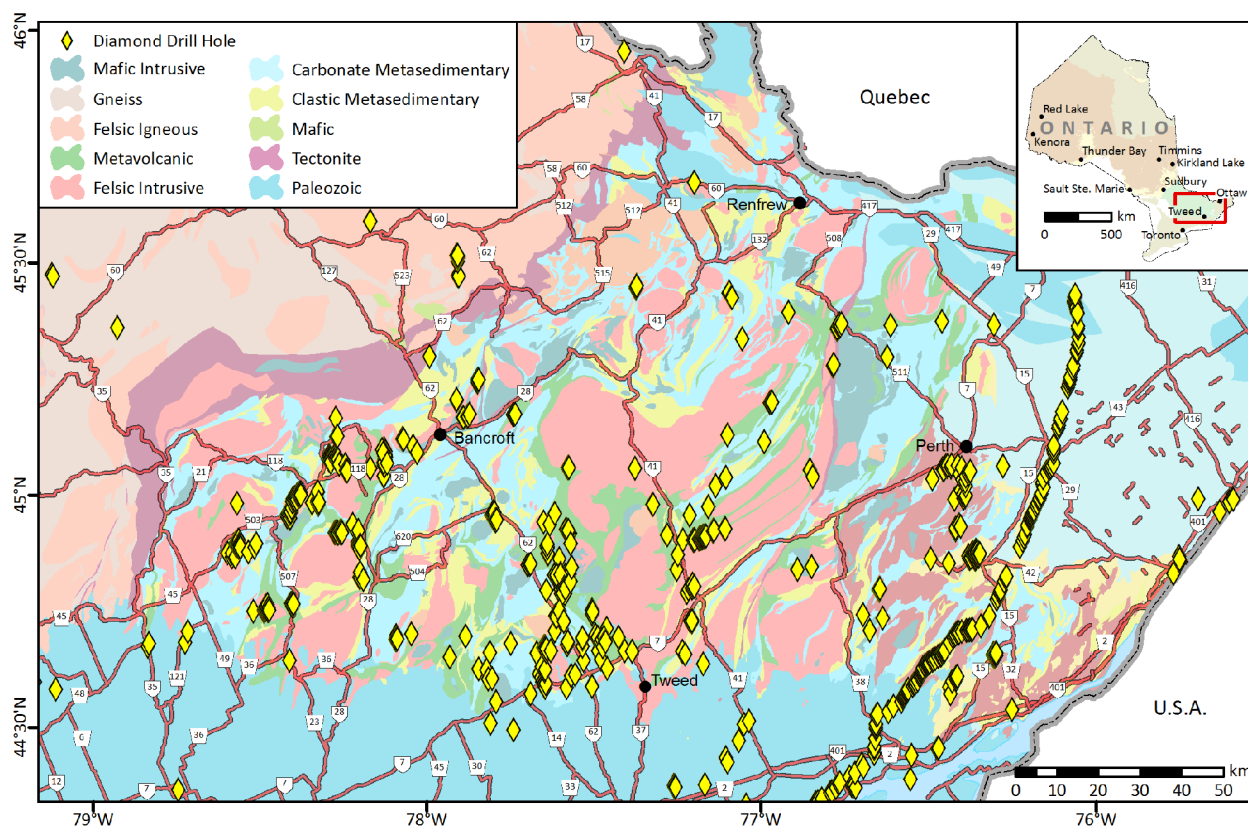 46°N
45°30'N
45°N
44°30'N
Diamond Drill Hole
Mafic Intrusive
Gneiss
Felsic Igneous
Metavolcanic
Felsic Intrusive
Carbonate Metasedimentary
Clastic Metasedimentary
Mafic
Tectonite
Paleozoic
Quebec
Red Lake
ONTARIO
Kenora
Thunder Bay
Timmins
Kirkland Lake
Sudbury
Sault Ste. Marie
Ottaw
Tweed
Toronto
km
0 500
17
58
41
17
58 60
60
Renfrew
512 512 41
417
60
132 508 29 417
62
60 127 523 515 49
7 416 31
62 41
35 62 28 511 7 15
43
416
Bancroft Perth
118
35 21 118 28 41 15
29
503 401
62
620
504 42
507
45 28
45 15
7 2
49 36 36
121 41 38 15 32
Tweed 401
48 35
U.S.A.
28
23
6 36 14 62 37
401 2
7 45 30
12 7 7 33 2
km
0 10 20 30 40 50
79°W 78°W 77°W 76°W